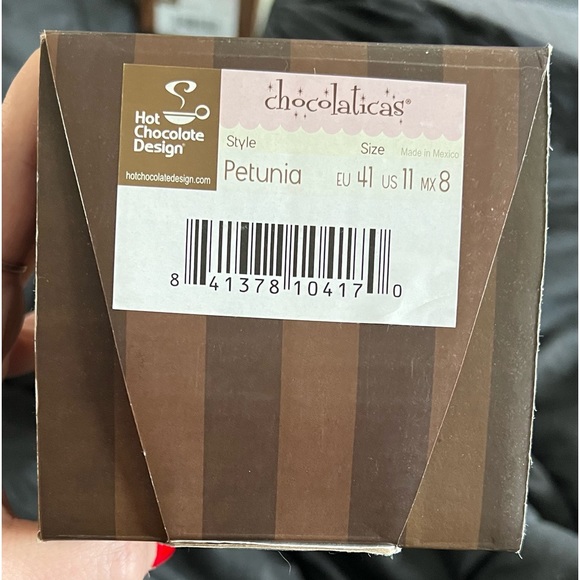 Hot
Chocolate
Design®
hotchocolatedesign.com
chocolaticas®
Style Size Made in Mexico
Petunia EU 41 US 11 MX 8
8 41378 10417 0